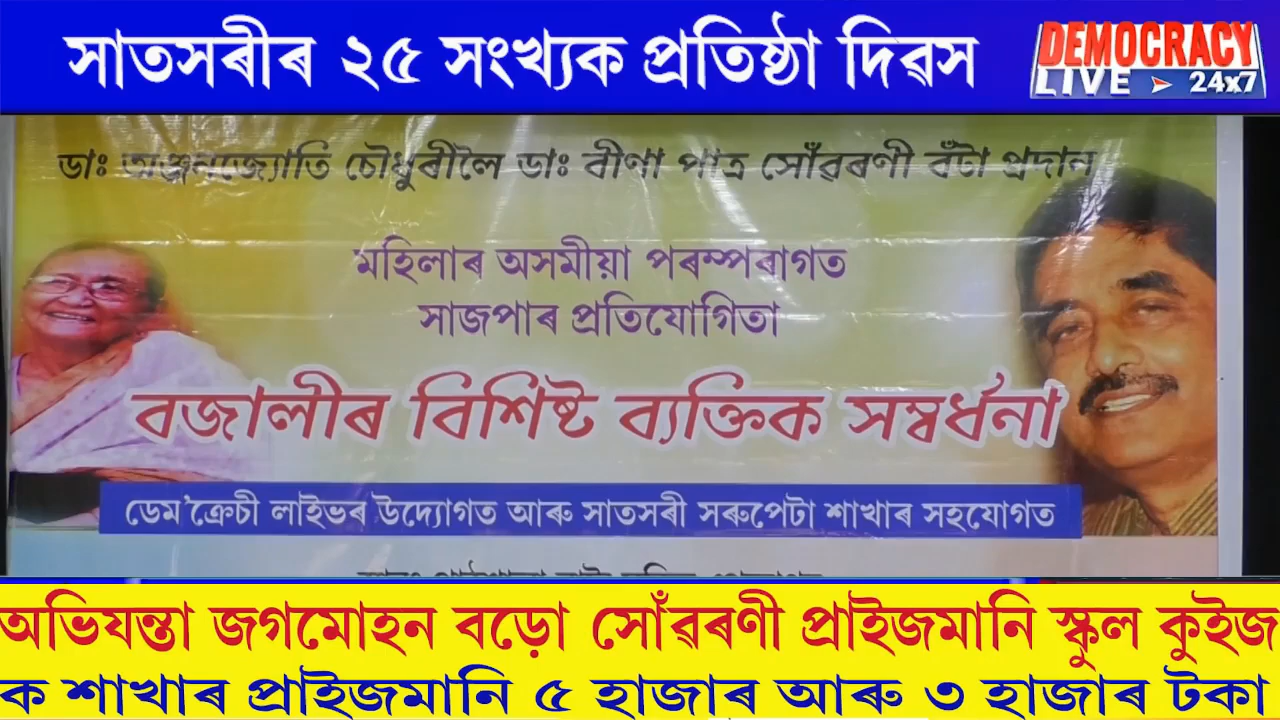 সাতসৰীৰ ২৫ সংখ্যক প্ৰতিষ্ঠা দিৱস
DEMOCRACY
LIVE 24x7
ডাঃ অঞ্জনজ্যোতি চৌধুৰীলৈ ডাঃ বীণা পাত্ৰ সোঁৱৰণী বঁটা প্ৰদান
মহিলাৰ অসমীয়া পৰম্পৰাগত
সাজপাৰ প্ৰতিযোগিতা
বজালীৰ বিশিষ্ট ব্যক্তিক সম্বৰ্ধনা
ডেম'ক্ৰেচী লাইভৰ উদ্যোগত আৰু সাতসৰী সৰুপেটা শাখাৰ সহযোগত
অভিযন্তা জগমোহন বড়ো সোঁৱৰণী প্ৰাইজমানি স্কুল কুইজ
ক শাখাৰ প্ৰাইজমানি ৫ হাজাৰ আৰু ৩ হাজাৰ টকা